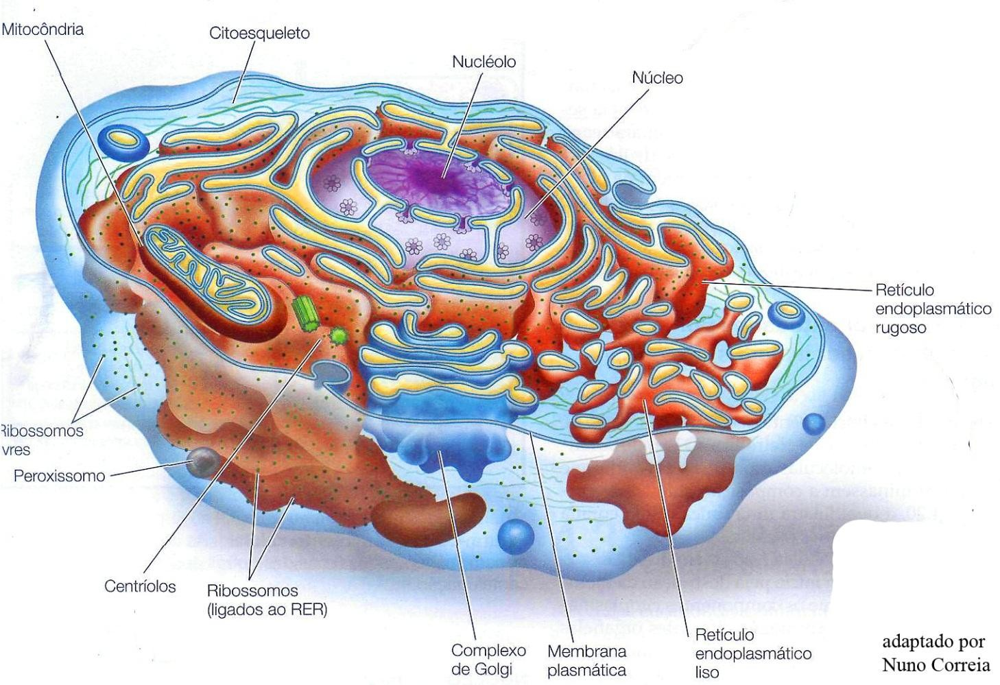 Mitocôndria
Citoesqueleto
Nucléolo
Núcleo
Retículo
endoplasmático
rugoso
Ribossomos
vres
Peroxissomo
Centríolos
Ribossomos
(ligados ao RER)
Complexo
de Golgi
Membrana
plasmática
Retículo
endoplasmático
liso
adaptado por
Nuno Correia